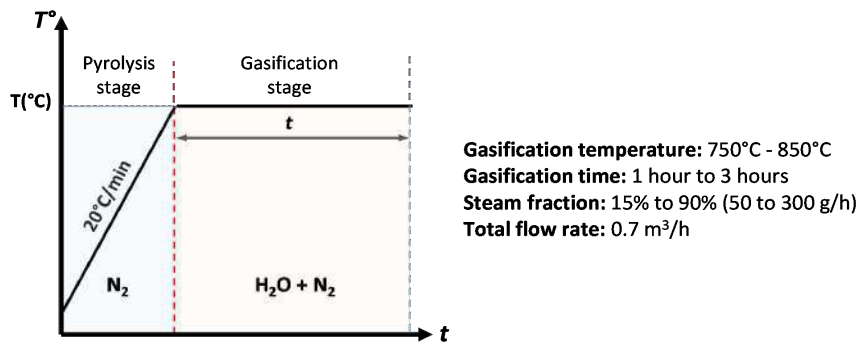 T°
Pyrolysis
stage
Gasification
stage
T(°C)
t
20°C/min
N₂
H₂O + N₂
t
Gasification temperature: 750°C - 850°C
Gasification time: 1 hour to 3 hours
Steam fraction: 15% to 90% (50 to 300 g/h)
Total flow rate: 0.7 m³/h